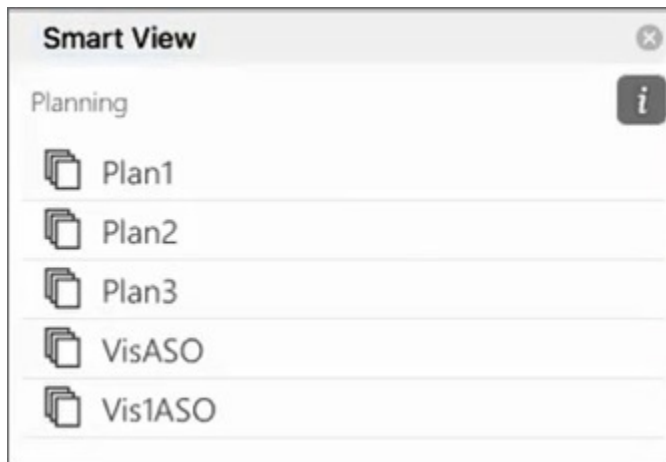 Smart View
Planning
i
Plan1
Plan2
Plan3
VisASO
Vis1ASO